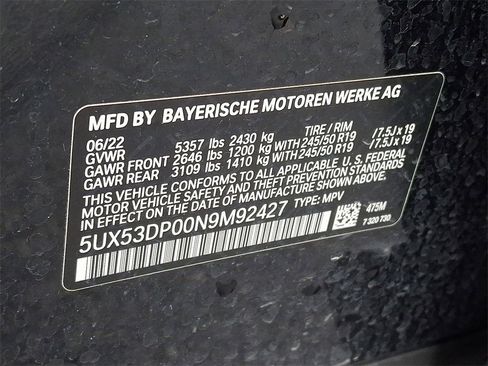 MFD BY BAYERISCHE MOTOREN WERKE AG
06/22 TIRE / RIM
GVWR 5357 lbs 2430 kg
GAWR FRONT 2646 lbs 1200 kg WITH 245/50 R19 / 7.5J x 19
GAWR REAR 3109 lbs 1410 kg WITH 245/50 R19 / 7.5J x 19
THIS VEHICLE CONFORMS TO ALL APPLICABLE U.S. FEDERAL
MOTOR VEHICLE SAFETY AND THEFT PREVENTION STANDARDS
IN EFFECT ON THE DATE OF MANUFACTURE SHOWN ABOVE.
5UX53DP00N9M92427 TYPE: MPV
475M
7 320 730